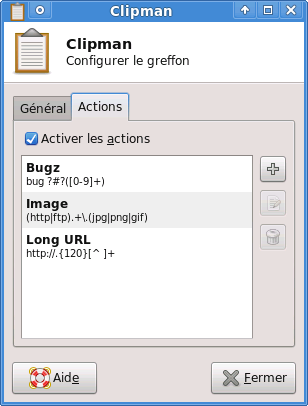 Clipman
Clipman
Configurer le greffon
Général
Actions
Activer les actions
Bugz
bug ?#?([0-9]+)
Image
(http|ftp).+\.(jpg|png|gif)
Long URL
http://.{120}[^ ]+
Aide
Fermer